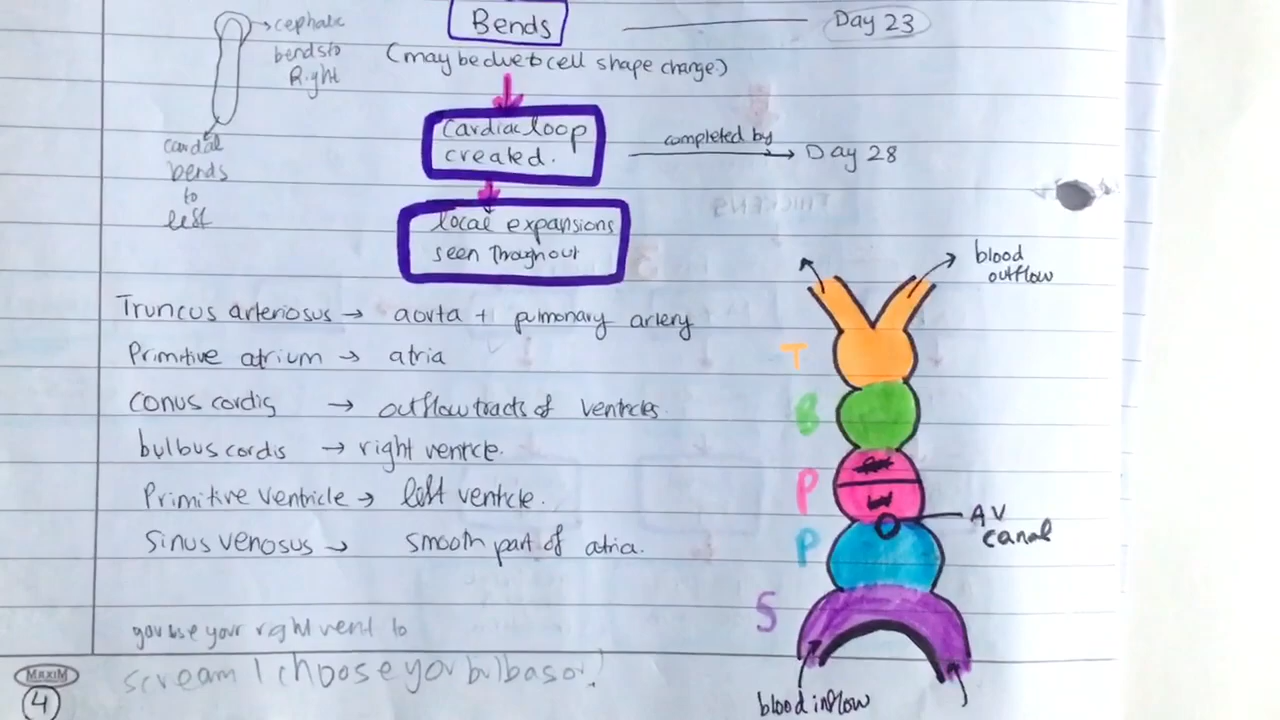 cephalic
bends to
Right
caudal
bends
to
left
Bends
Day 23
(may be due to cell shape change.)
Cardiac loop
created.
completed by
Day 28
local expansions
seen Throughout
THICKENS
blood
outflow
Truncus arteriosus → aorta + pulmonary artery
Primitive atrium → atria
conus cordis → outflow tracts of ventricles.
bulbus cordis → right ventricle.
Primitive ventricle → left ventricle.
Sinus venosus → smooth part of atria.
T
B
P
P
S
AV
canal
blood inflow
you use your right vent to
scream I choose you bulbasor!
MAXIM
4